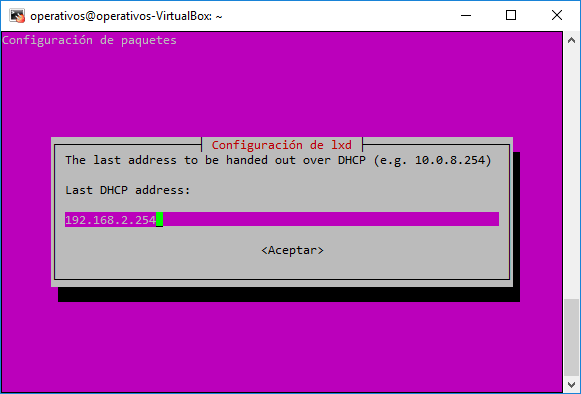 operativos@operativos-VirtualBox: ~
Configuración de paquetes
Configuración de lxd
The last address to be handed out over DHCP (e.g. 10.0.8.254)
Last DHCP address:
192.168.2.254
<Aceptar>